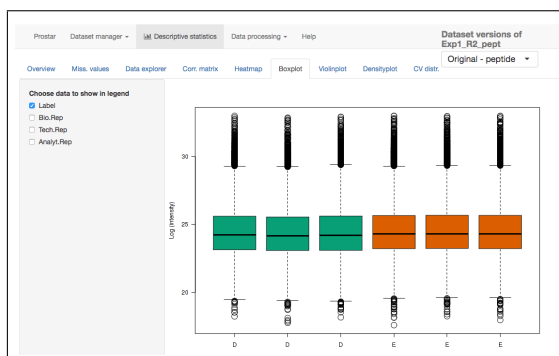 Prostar Dataset manager Descriptive statistics Data processing Help
Dataset versions of
Exp1_R2_pept
Original - peptide
Overview Miss. values Data explorer Corr. matrix Heatmap Boxplot Violinplot Densityplot CV distr.
Choose data to show in legend
Label
Bio.Rep
Tech.Rep
Analyt.Rep
Log (intensity)
30
25
20
D D D E E E